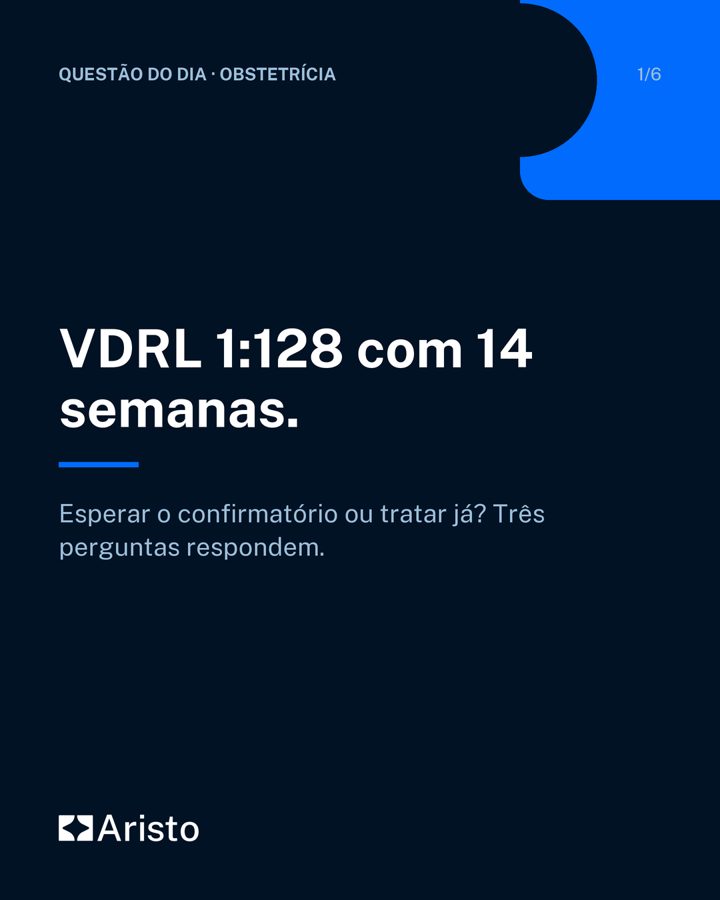 QUESTÃO DO DIA · OBSTETRÍCIA
1/6
VDRL 1:128 com 14
semanas.
Esperar o confirmatório ou tratar já? Três
perguntas respondem.
Aristo